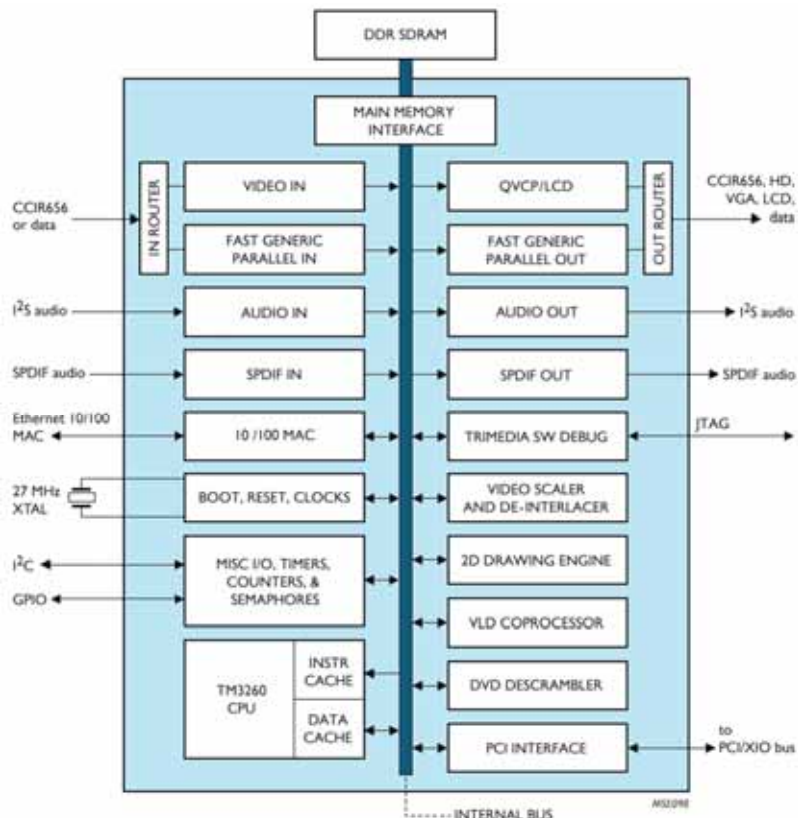 DDR SDRAM
MAIN MEMORY
INTERFACE
IN ROUTER
VIDEO IN
QVCP/LCD
OUT ROUTER
CCIR656, HD,
VGA, LCD,
data
CCIR656
or data
FAST GENERIC
PARALLEL IN
FAST GENERIC
PARALLEL OUT
I²S audio
AUDIO IN
AUDIO OUT
I²S audio
SPDIF audio
SPDIF IN
SPDIF OUT
SPDIF audio
Ethernet 10/100
MAC
10 /100 MAC
TRIMEDIA SW DEBUG
JTAG
27 MHz
XTAL
BOOT, RESET, CLOCKS
VIDEO SCALER
AND DE-INTERLACER
I²C
GPIO
MISC I/O, TIMERS,
COUNTERS, &
SEMAPHORES
2D DRAWING ENGINE
VLD COPROCESSOR
TM3260
CPU
INSTR
CACHE
DATA
CACHE
DVD DESCRAMBLER
PCI INTERFACE
to
PCI/XIO bus
INTERNAL BUS